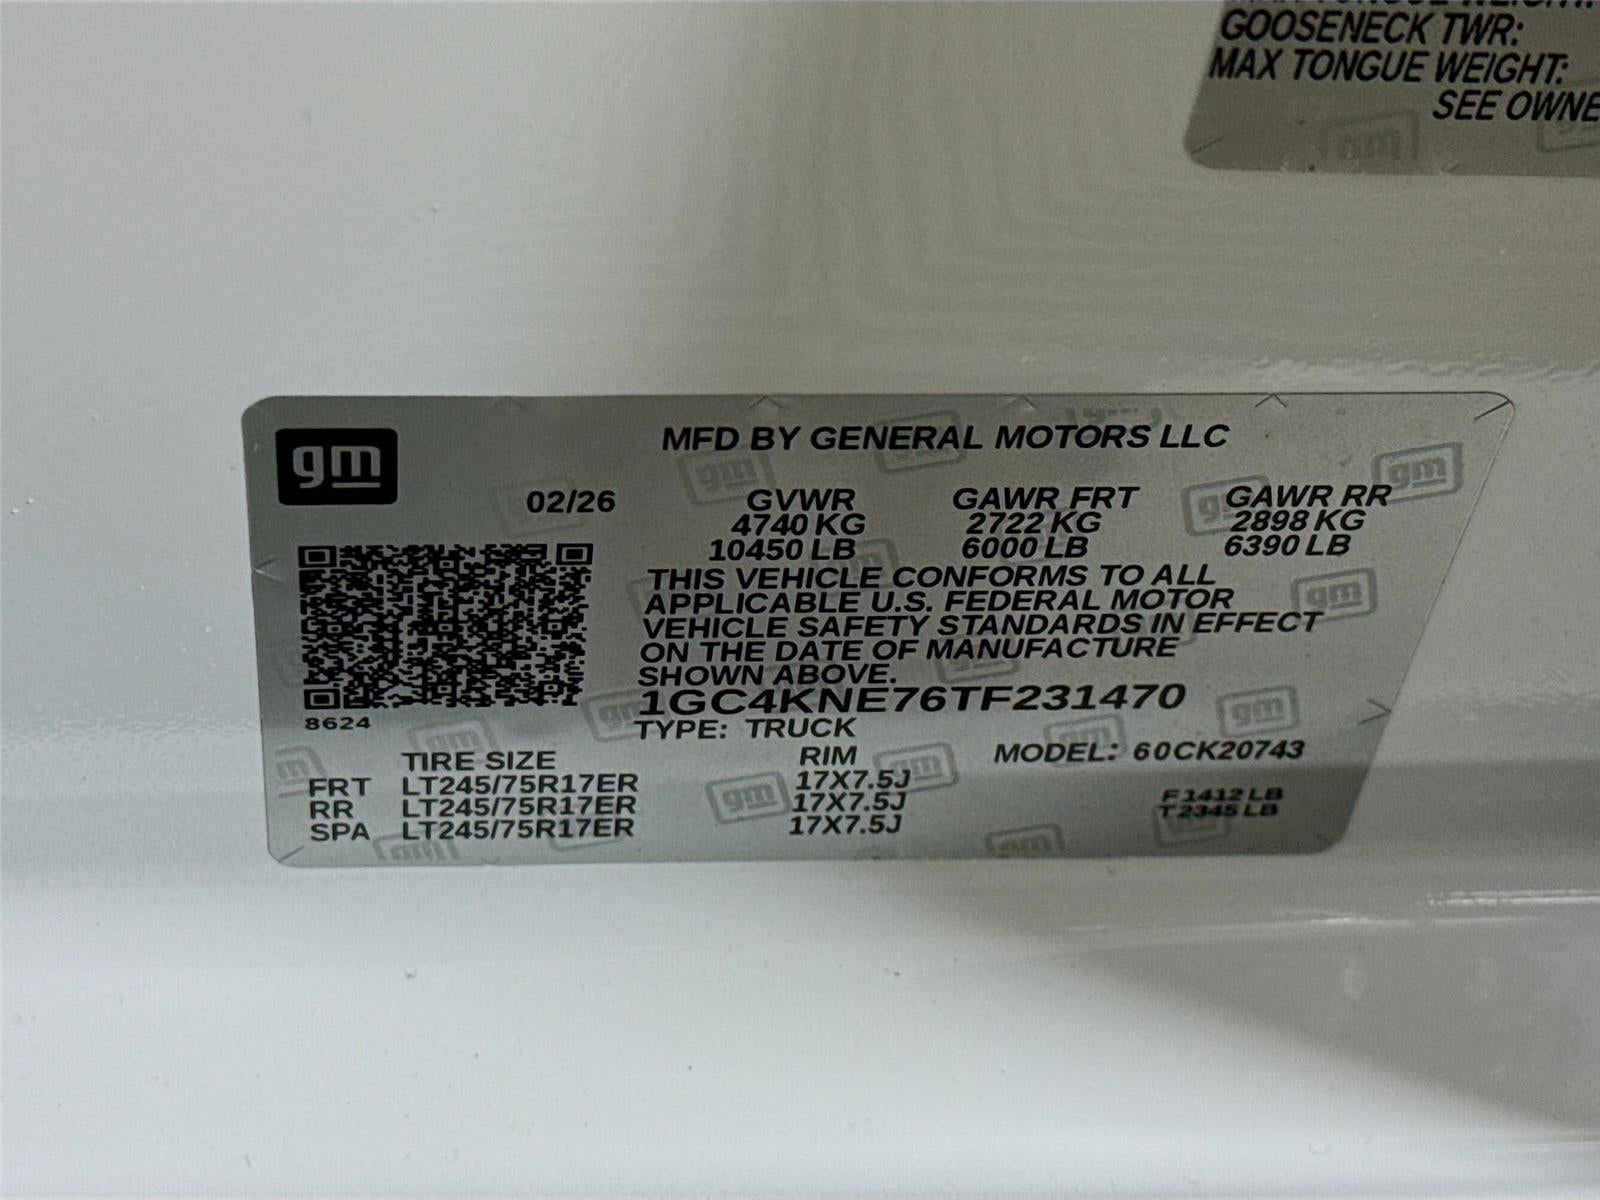 GOOSENECK TWR:
MAX TONGUE WEIGHT:
SEE OWNE
gm
MFD BY GENERAL MOTORS LLC
02/26 GVWR GAWR FRT GAWR RR
4740 KG 2722 KG 2898 KG
10450 LB 6000 LB 6390 LB
THIS VEHICLE CONFORMS TO ALL
APPLICABLE U.S. FEDERAL MOTOR
VEHICLE SAFETY STANDARDS IN EFFECT
ON THE DATE OF MANUFACTURE
SHOWN ABOVE.
1GC4KNE76TF231470
8624
TYPE: TRUCK
TIRE SIZE RIM MODEL: 60CK20743
FRT LT245/75R17ER 17X7.5J
RR LT245/75R17ER 17X7.5J
SPA LT245/75R17ER 17X7.5J
F1412 LB
T2345 LB